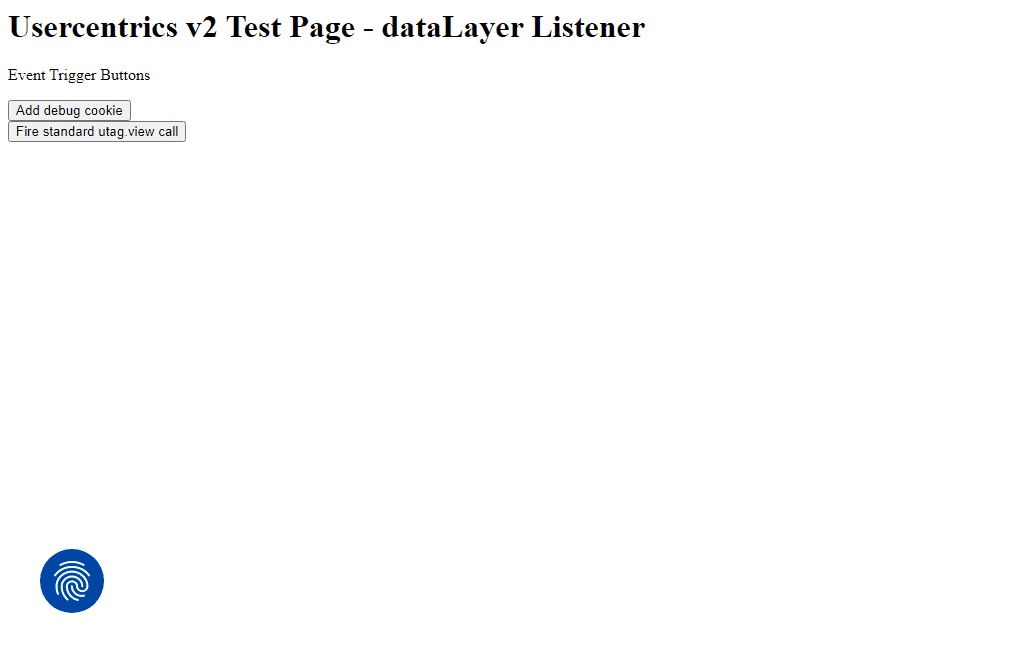 Usercentrics v2 Test Page - dataLayer Listener
Event Trigger Buttons
Add debug cookie
Fire standard utag.view call